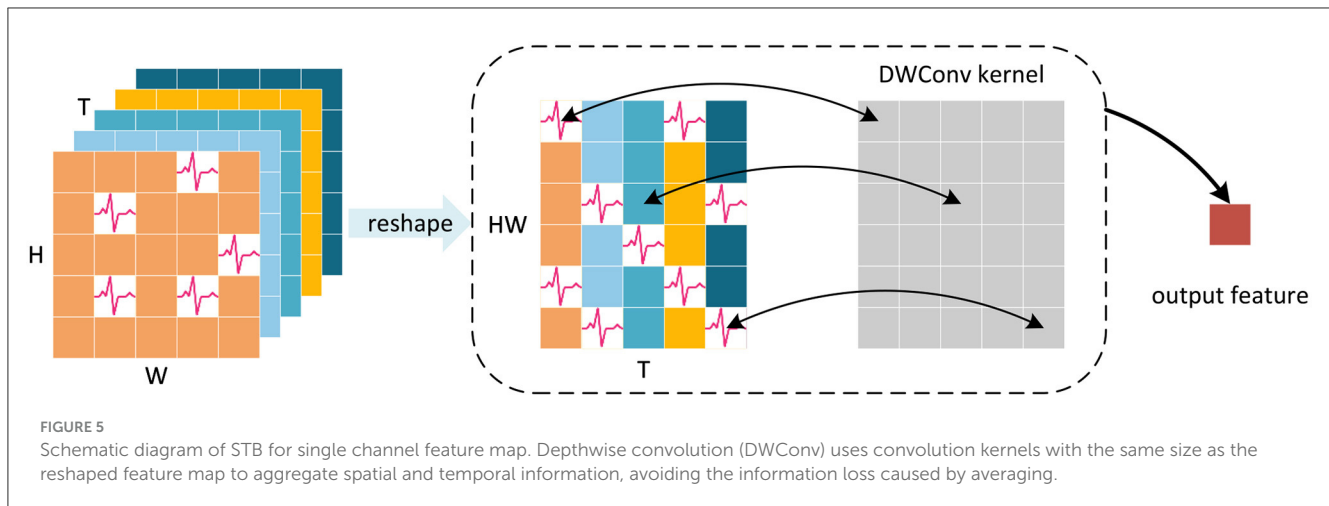 DWConv kernel
T
H
reshape
HW
output feature
W
T
FIGURE 5
Schematic diagram of STB for single channel feature map. Depthwise convolution (DWConv) uses convolution kernels with the same size as the
reshaped feature map to aggregate spatial and temporal information, avoiding the information loss caused by averaging.